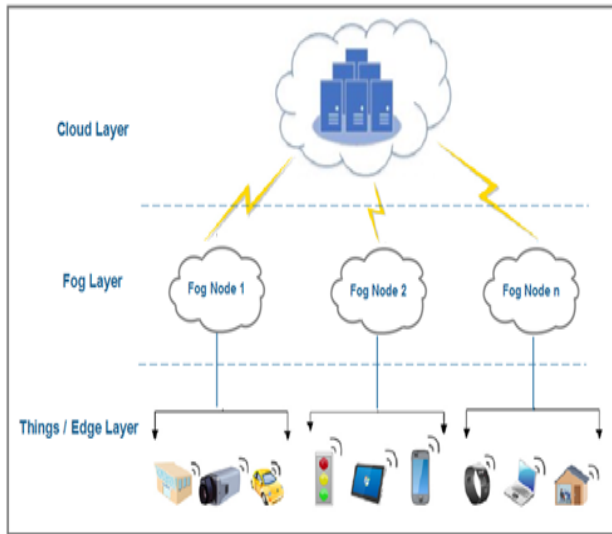 Cloud Layer
Fog Layer
Fog Node 1
Fog Node 2
Fog Node n
Things / Edge Layer